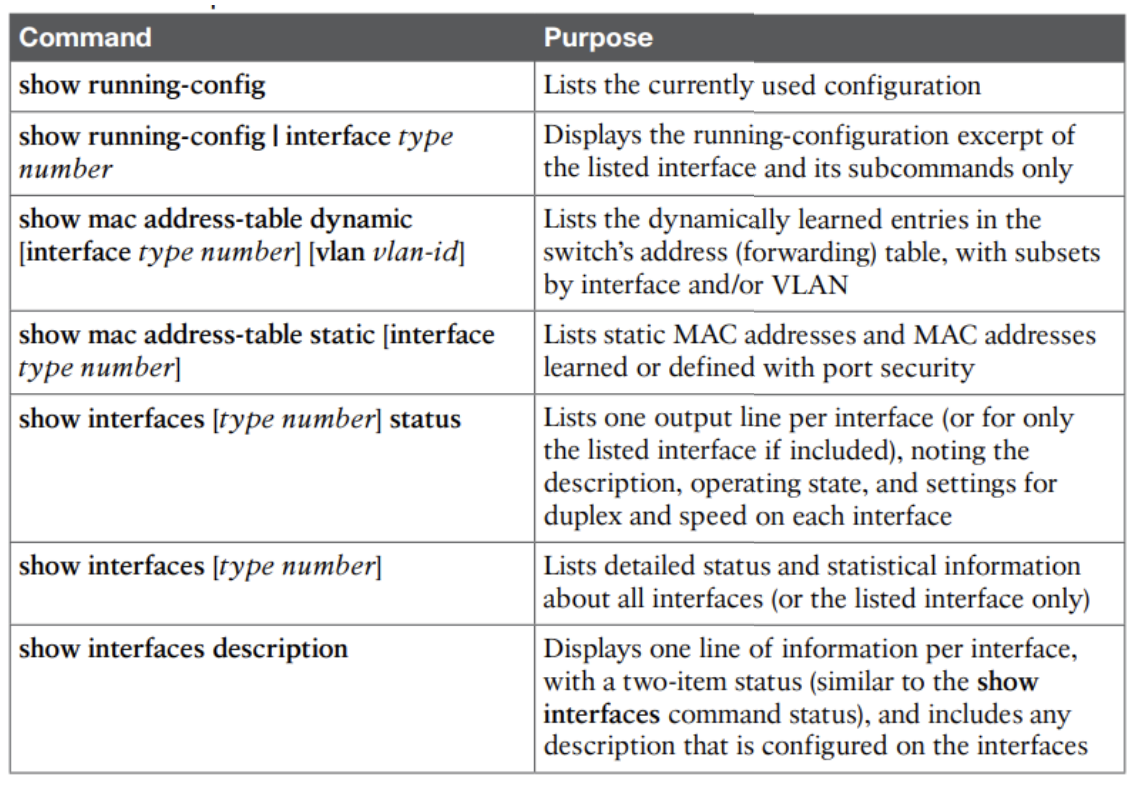 Command
Purpose
show running-config
Lists the currently used configuration
show running-config | interface type
number
Displays the running-configuration excerpt of
the listed interface and its subcommands only
show mac address-table dynamic
[interface type number] [vlan vlan-id]
Lists the dynamically learned entries in the
switch’s address (forwarding) table, with subsets
by interface and/or VLAN
show mac address-table static [interface
type number]
Lists static MAC addresses and MAC addresses
learned or defined with port security
show interfaces [type number] status
Lists one output line per interface (or for only
the listed interface if included), noting the
description, operating state, and settings for
duplex and speed on each interface
show interfaces [type number]
Lists detailed status and statistical information
about all interfaces (or the listed interface only)
show interfaces description
Displays one line of information per interface,
with a two-item status (similar to the show
interfaces command status), and includes any
description that is configured on the interfaces